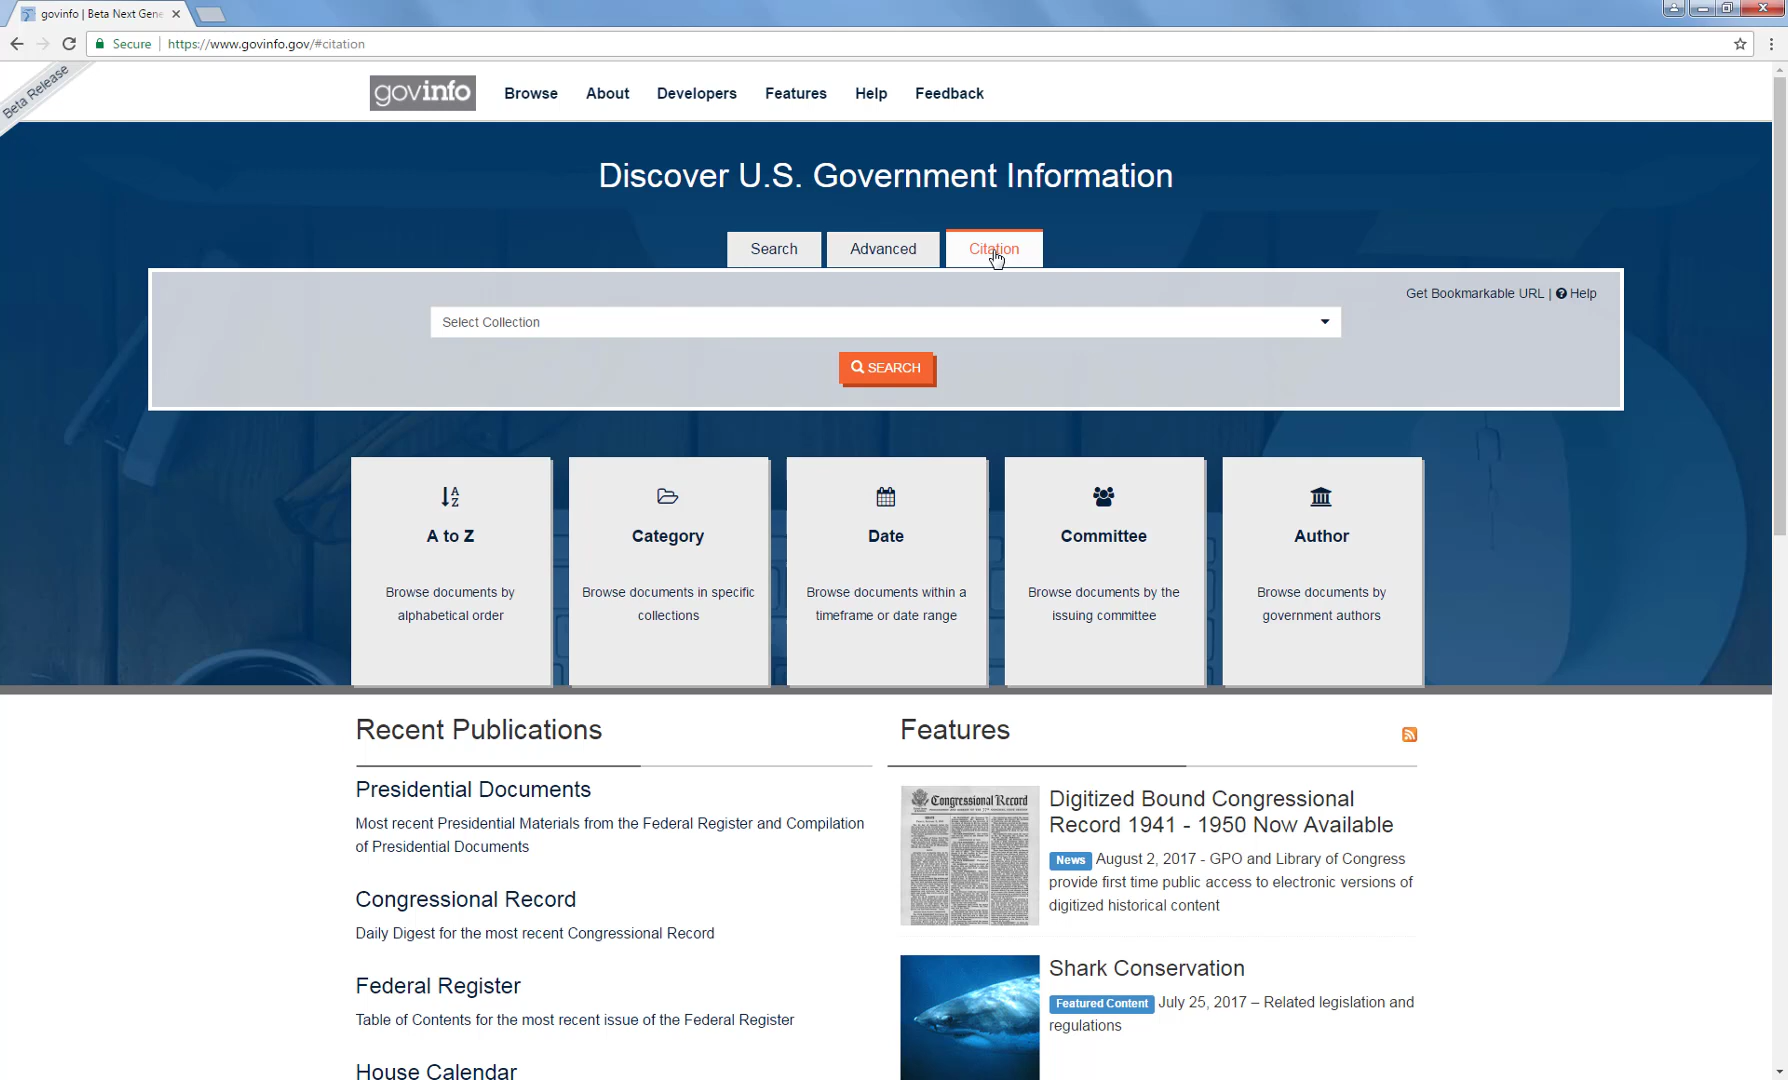 govinfo | Beta Next Gene
Secure | https://www.govinfo.gov/#citation
Beta Release
govinfo Browse About Developers Features Help Feedback
Discover U.S. Government Information
Search Advanced Citation
Get Bookmarkable URL | Help
Select Collection
SEARCH
A to Z
Browse documents by
alphabetical order
Category
Browse documents in specific
collections
Date
Browse documents within a
timeframe or date range
Committee
Browse documents by the
issuing committee
Author
Browse documents by
government authors
Recent Publications
Presidential Documents
Most recent Presidential Materials from the Federal Register and Compilation
of Presidential Documents
Congressional Record
Daily Digest for the most recent Congressional Record
Federal Register
Table of Contents for the most recent issue of the Federal Register
House Calendar
Features
Congressional Record
Digitized Bound Congressional
Record 1941 - 1950 Now Available
News August 2, 2017 - GPO and Library of Congress
provide first time public access to electronic versions of
digitized historical content
Shark Conservation
Featured Content July 25, 2017 – Related legislation and
regulations